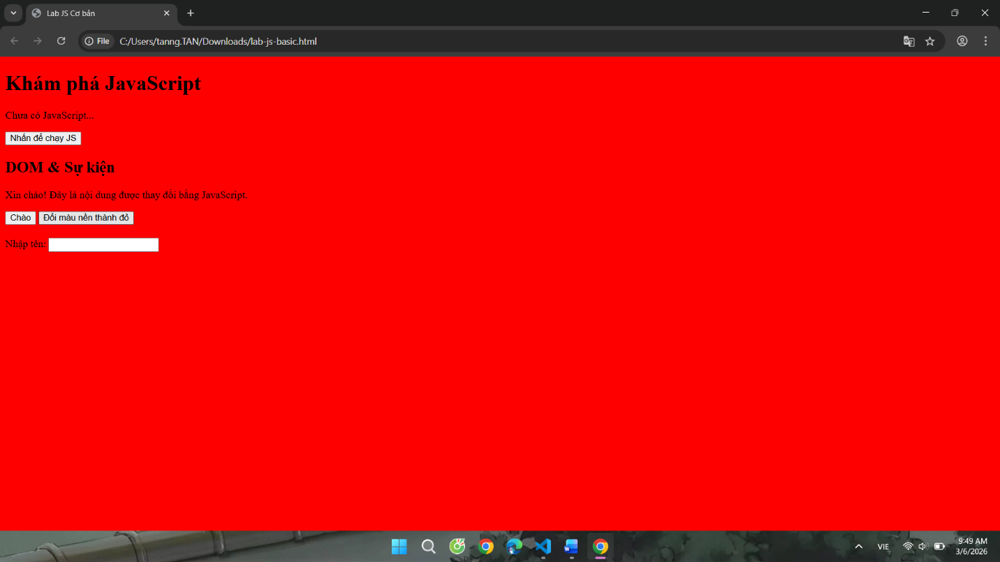 Lab JS Cơ bản
File
C:/Users/tanng.TAN/Downloads/lab-js-basic.html
Khám phá JavaScript
Chưa có JavaScript...
Nhấn để chạy JS
DOM & Sự kiện
Xin chào! Đây là nội dung được thay đổi bằng JavaScript.
Chào Đổi màu nền thành đỏ
Nhập tên:
VIE
9:49 AM
3/6/2026